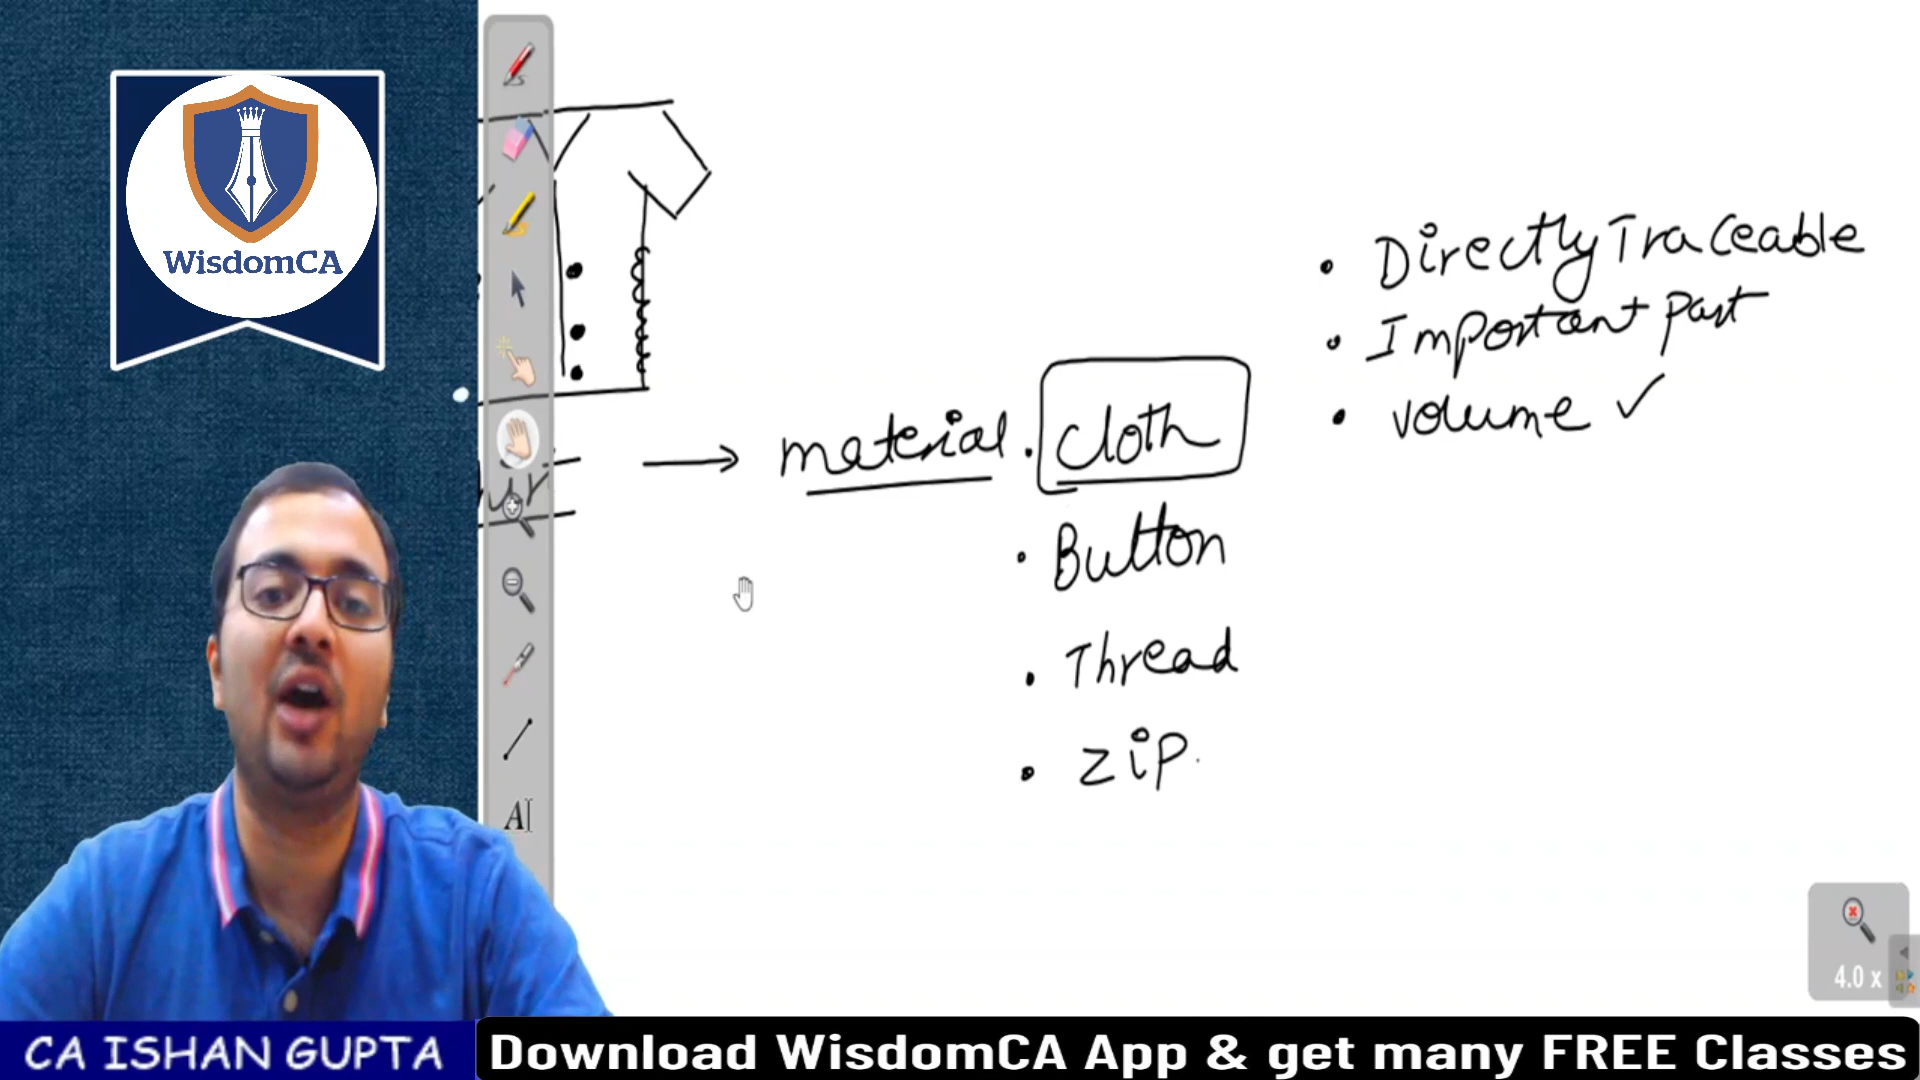 WisdomCA
Directly Traceable
Important Part
volume ✓
material . cloth
. Button
. Thread
. zip.
AI
4.0 x
CA ISHAN GUPTA
Download WisdomCA App & get many FREE Classes